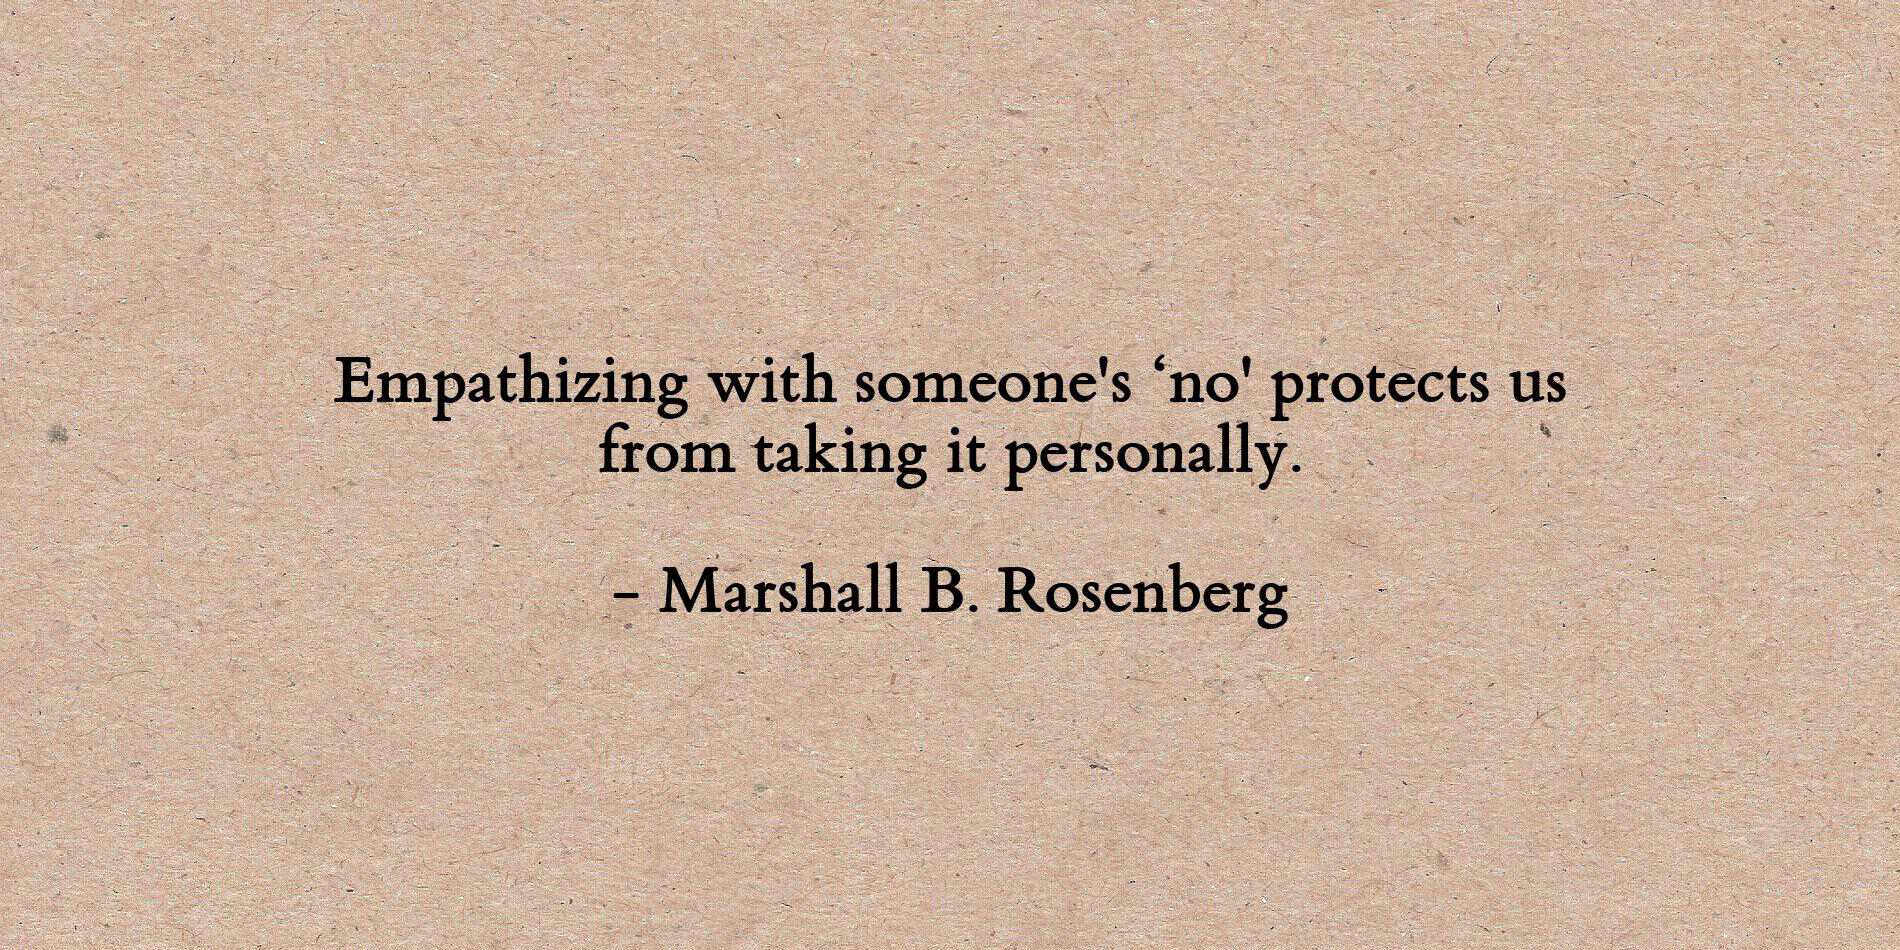 Empathizing with someone's ‘no' protects us
from taking it personally.
– Marshall B. Rosenberg